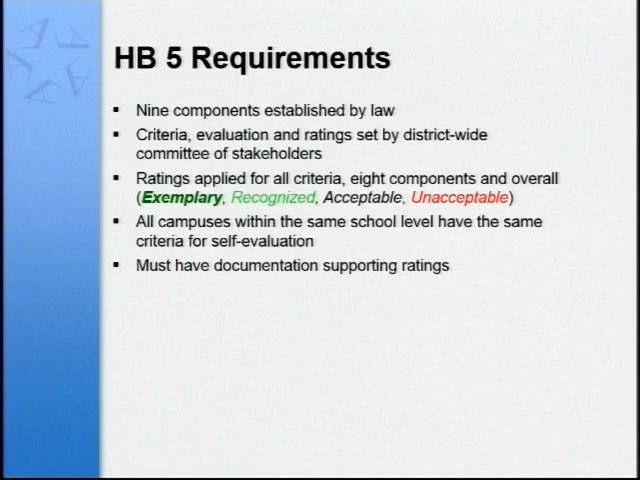 HB 5 Requirements
Nine components established by law
Criteria, evaluation and ratings set by district-wide
committee of stakeholders
Ratings applied for all criteria, eight components and overall
(Exemplary, Recognized, Acceptable, Unacceptable)
All campuses within the same school level have the same
criteria for self-evaluation
Must have documentation supporting ratings